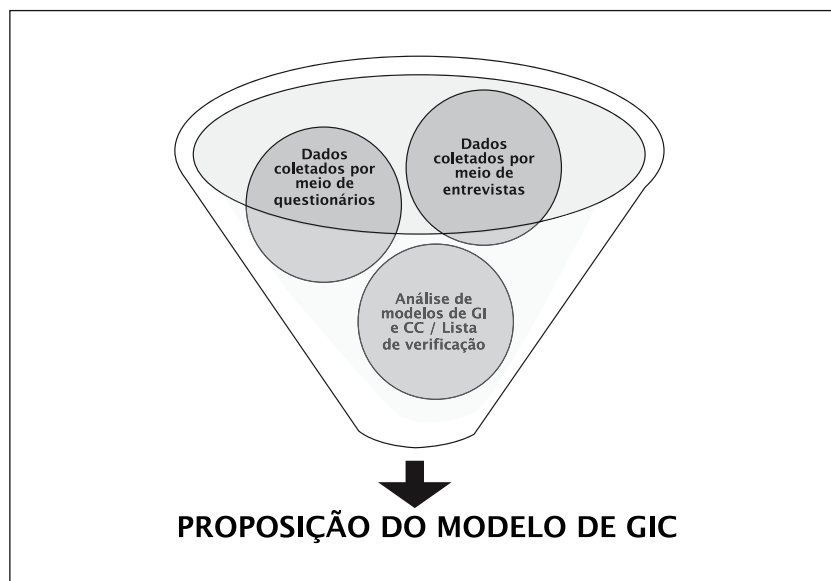 Dados
coletados por
meio de
questionários
Dados
coletados por
meio de
entrevistas
Análise de
modelos de GI
e CC / Lista
de verificação
PROPOSIÇÃO DO MODELO DE GIC